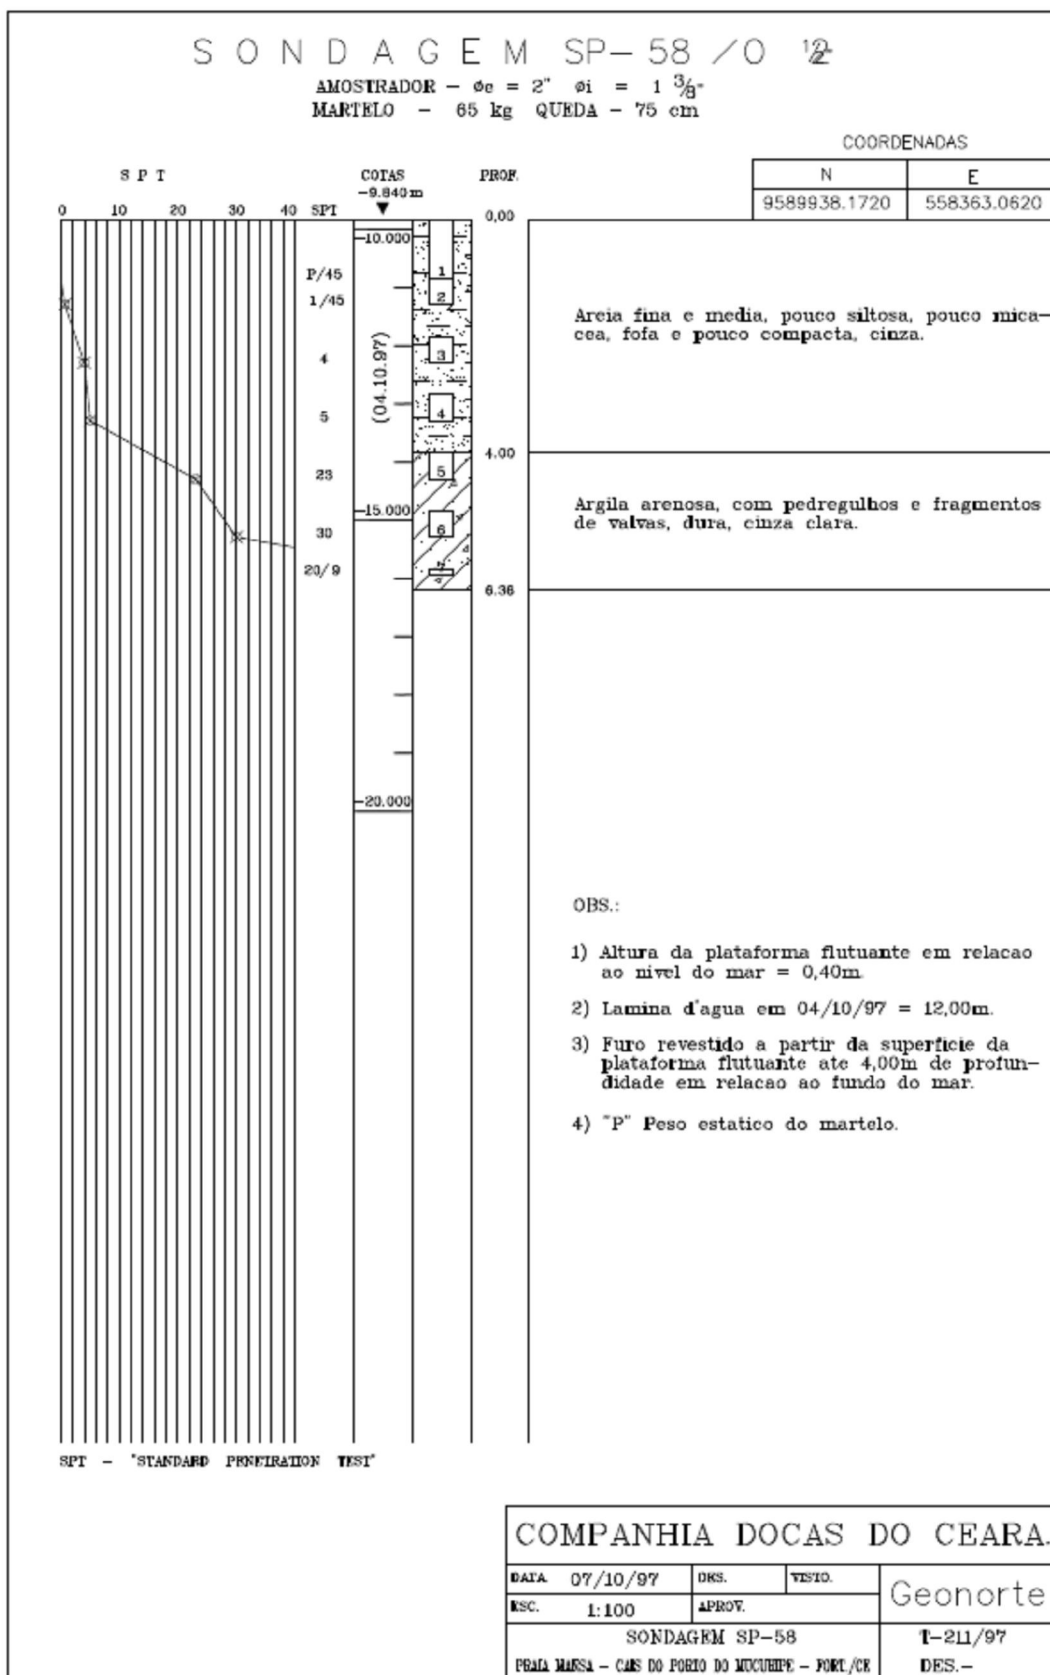 SONDAGEM SP-58 /0
AMOSTRADOR - øe = 2" øi = 1 3/8"
MARTELO - 65 kg QUEDA - 75 cm
COORDENADAS
N E
9589938.1720 558363.0620
S P T COTAS PROF.
-9.840m
0 10 20 30 40 SPT 0,00
-10.000
P/45 1
1/45 2
Areia fina e media, pouco siltosa, pouco mica-
cea, fofa e pouco compacta, cinza.
4 3
(04.10.97)
5 4
4.00
23 5
Argila arenosa, com pedregulhos e fragmentos
de valvas, dura, cinza clara.
-15.000
30 6
20/9
6.36
-20.000
OBS.:
1) Altura da plataforma flutuante em relacao
ao nivel do mar = 0,40m
2) Lamina d'agua em 04/10/97 = 12,00m.
3) Furo revestido a partir da superficie da
plataforma flutuante ate 4,00m de profun-
didade em relacao ao fundo do mar.
4) "P" Peso estatico do martelo.
SPT - "STANDARD PENETRATION TEST"
COMPANHIA DOCAS DO CEARA.
DATA 07/10/97 DES. VISTO.
Geonorte
ESC. 1:100 APROV.
SONDAGEM SP-58 T-211/97
PRAIA MANSA - CAIS DO PORTO DO MUCURIPE - FORT./CE DES.-